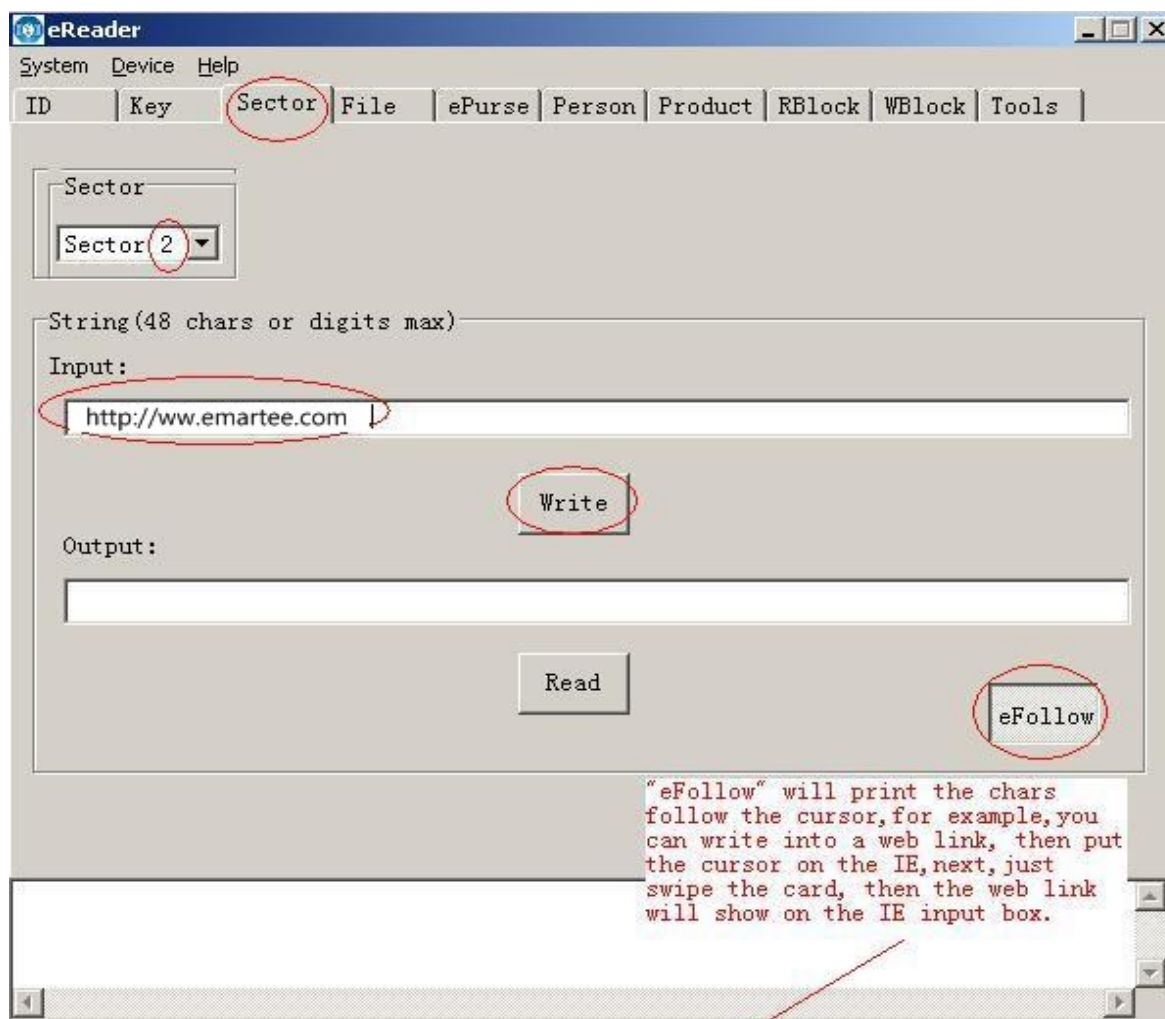 eReader
System Device Help
ID Key Sector File ePurse Person Product RBlock WBlock Tools
Sector
Sector 2
String(48 chars or digits max)
Input:
http://ww.emartee.com
Write
Output:
Read
eFollow
"eFollow" will print the chars
follow the cursor,for example,you
can write into a web link, then put
the cursor on the IE,next, just
swipe the card, then the web link
will show on the IE input box.